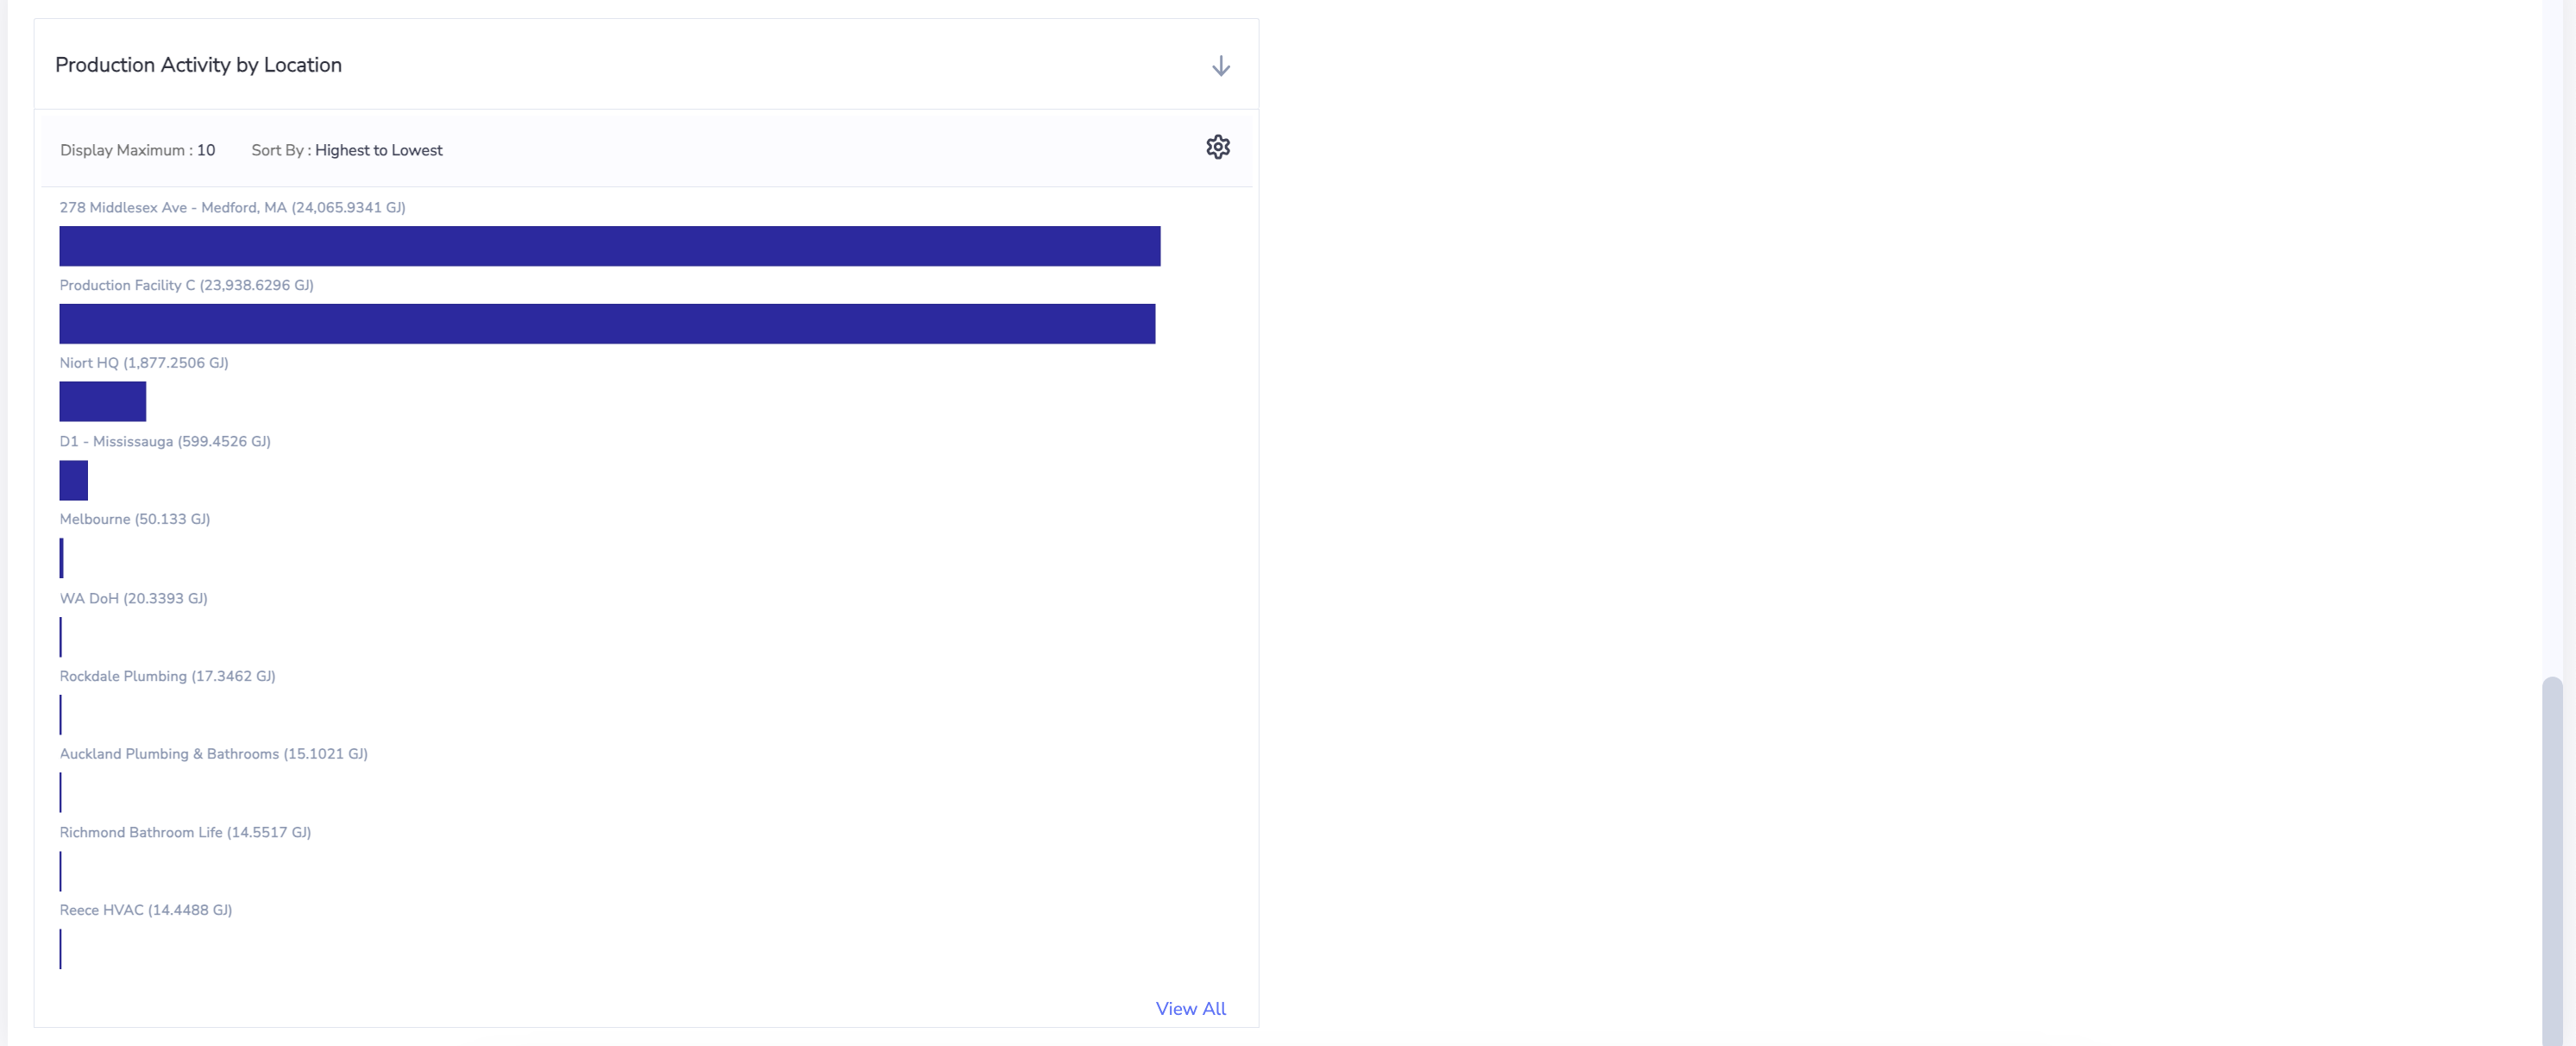 Production Activity by Location
Display Maximum : 10 Sort By : Highest to Lowest
278 Middlesex Ave - Medford, MA (24,065.9341 GJ)
Production Facility C (23,938.6296 GJ)
Niort HQ (1,877.2506 GJ)
D1 - Mississauga (599.4526 GJ)
Melbourne (50.133 GJ)
WA DoH (20.3393 GJ)
Rockdale Plumbing (17.3462 GJ)
Auckland Plumbing & Bathrooms (15.1021 GJ)
Richmond Bathroom Life (14.5517 GJ)
Reece HVAC (14.4488 GJ)
View All